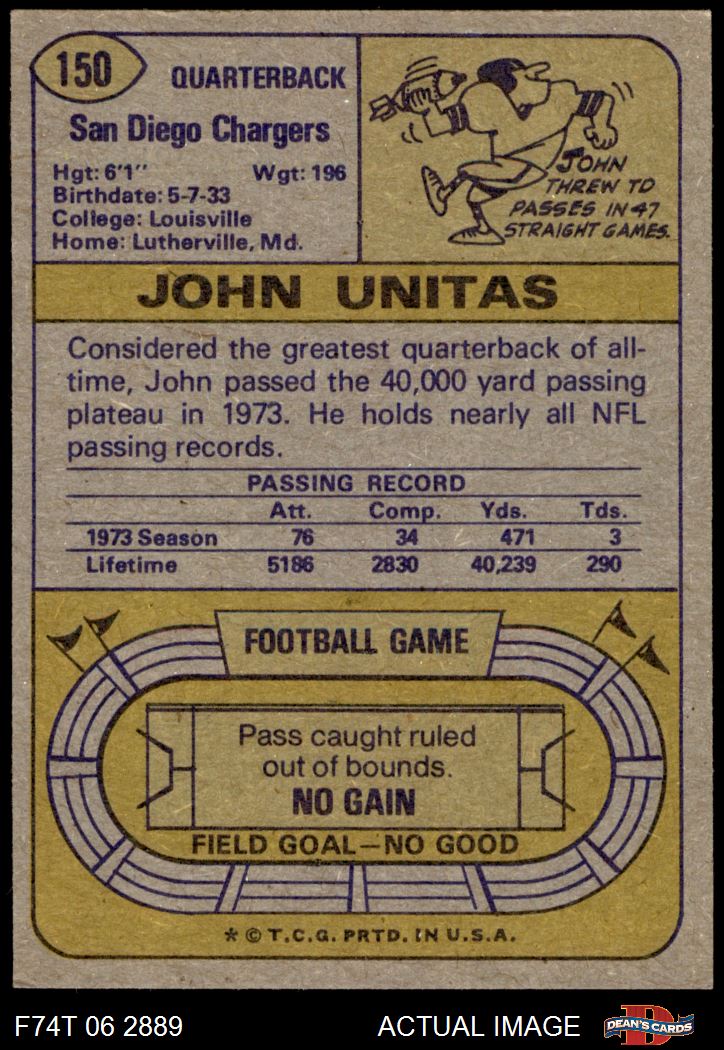 150
QUARTERBACK
San Diego Chargers
Hgt: 6'1" Wgt: 196
Birthdate: 5-7-33
College: Louisville
Home: Lutherville, Md.
JOHN
THREW TD
PASSES IN 47
STRAIGHT GAMES.
JOHN UNITAS
Considered the greatest quarterback of all-
time, John passed the 40,000 yard passing
plateau in 1973. He holds nearly all NFL
passing records.
PASSING RECORD
Att. Comp. Yds. Tds.
1973 Season 76 34 471 3
Lifetime 5186 2830 40,239 290
FOOTBALL GAME
Pass caught ruled
out of bounds.
NO GAIN
FIELD GOAL—NO GOOD
* © T.C.G. PRTD. IN U.S.A.
F74T 06 2889 ACTUAL IMAGE D DEAN'S CARDS